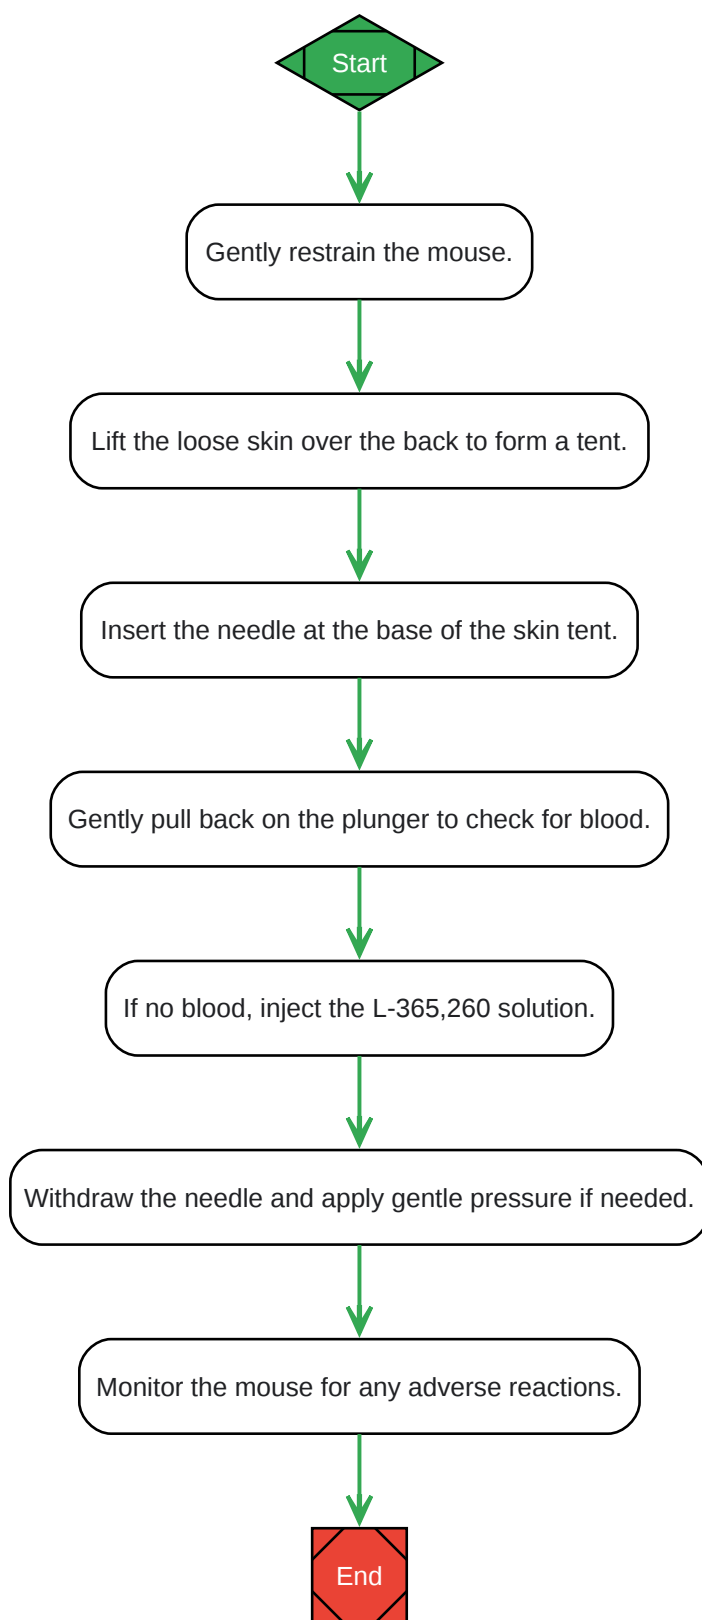 Start
Gently restrain the mouse.
Lift the loose skin over the back to form a tent.
Insert the needle at the base of the skin tent.
Gently pull back on the plunger to check for blood.
If no blood, inject the L-365,260 solution.
Withdraw the needle and apply gentle pressure if needed.
Monitor the mouse for any adverse reactions.
End